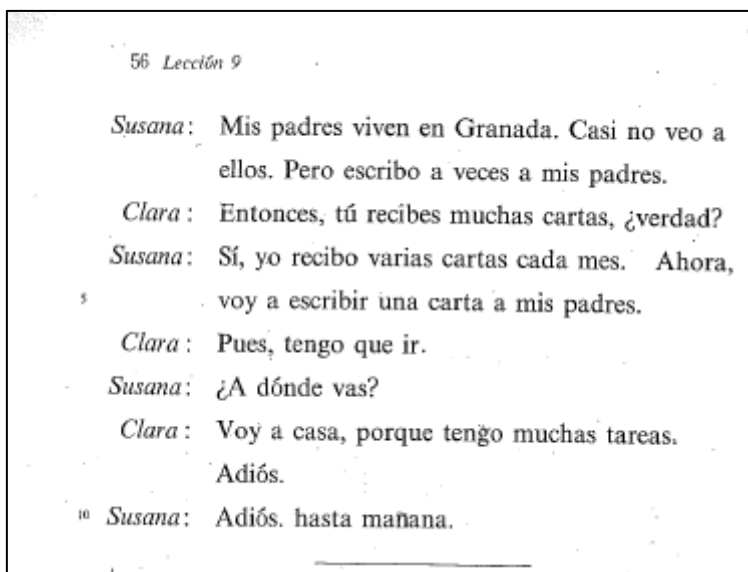 56 Lección 9
Susana: Mis padres viven en Granada. Casi no veo a
ellos. Pero escribo a veces a mis padres.
Clara: Entonces, tú recibes muchas cartas, ¿verdad?
Susana: Sí, yo recibo varias cartas cada mes. Ahora,
5 voy a escribir una carta a mis padres.
Clara: Pues, tengo que ir.
Susana: ¿A dónde vas?
Clara: Voy a casa, porque tengo muchas tareas.
Adiós.
10 Susana: Adiós. hasta mañana.